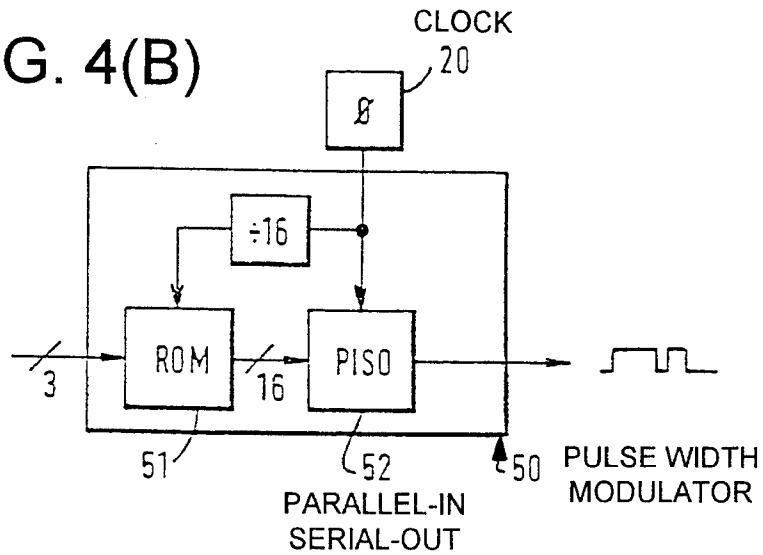 G. 4(B)
CLOCK
20
ø
÷16
ROM
PISO
3
16
51
52
50
PULSE WIDTH
MODULATOR
PARALLEL-IN
SERIAL-OUT